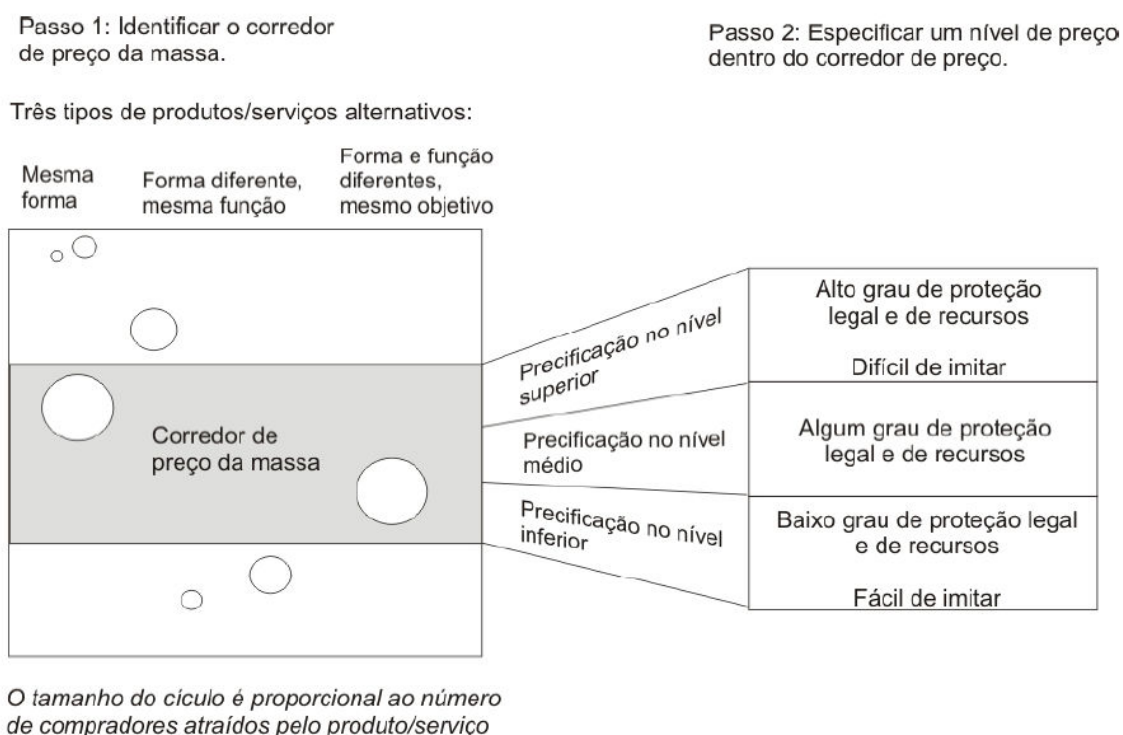 Passo 1: Identificar o corredor
de preço da massa.
Passo 2: Especificar um nível de preço
dentro do corredor de preço.
Três tipos de produtos/serviços alternativos:
Mesma
forma
Forma diferente,
mesma função
Forma e função
diferentes,
mesmo objetivo
Corredor de
preço da massa
Precificação no nível
superior
Precificação no nível
médio
Precificação no nível
inferior
Alto grau de proteção
legal e de recursos
Difícil de imitar
Algum grau de proteção
legal e de recursos
Baixo grau de proteção legal
e de recursos
Fácil de imitar
O tamanho do cículo é proporcional ao número
de compradores atraídos pelo produto/serviço